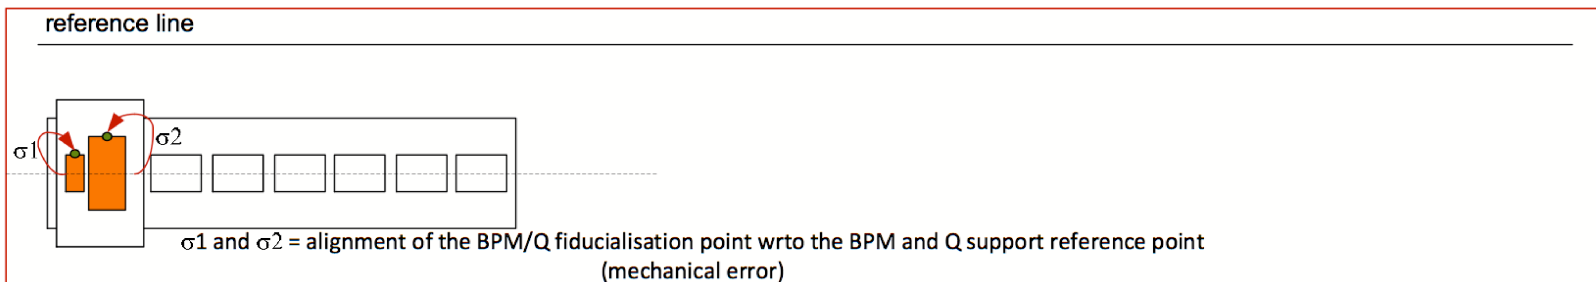 reference line
σ1
σ2
σ1 and σ2 = alignment of the BPM/Q fiducialisation point wrto the BPM and Q support reference point
(mechanical error)